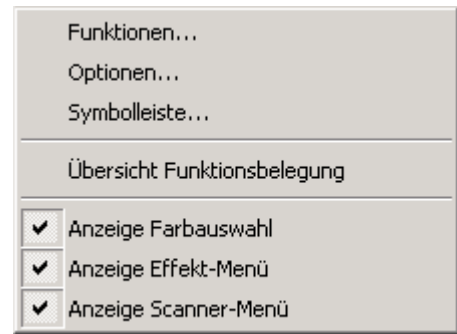 Funktionen...
Optionen...
Symbolleiste...
Übersicht Funktionsbelegung
Anzeige Farbauswahl
Anzeige Effekt-Menü
Anzeige Scanner-Menü